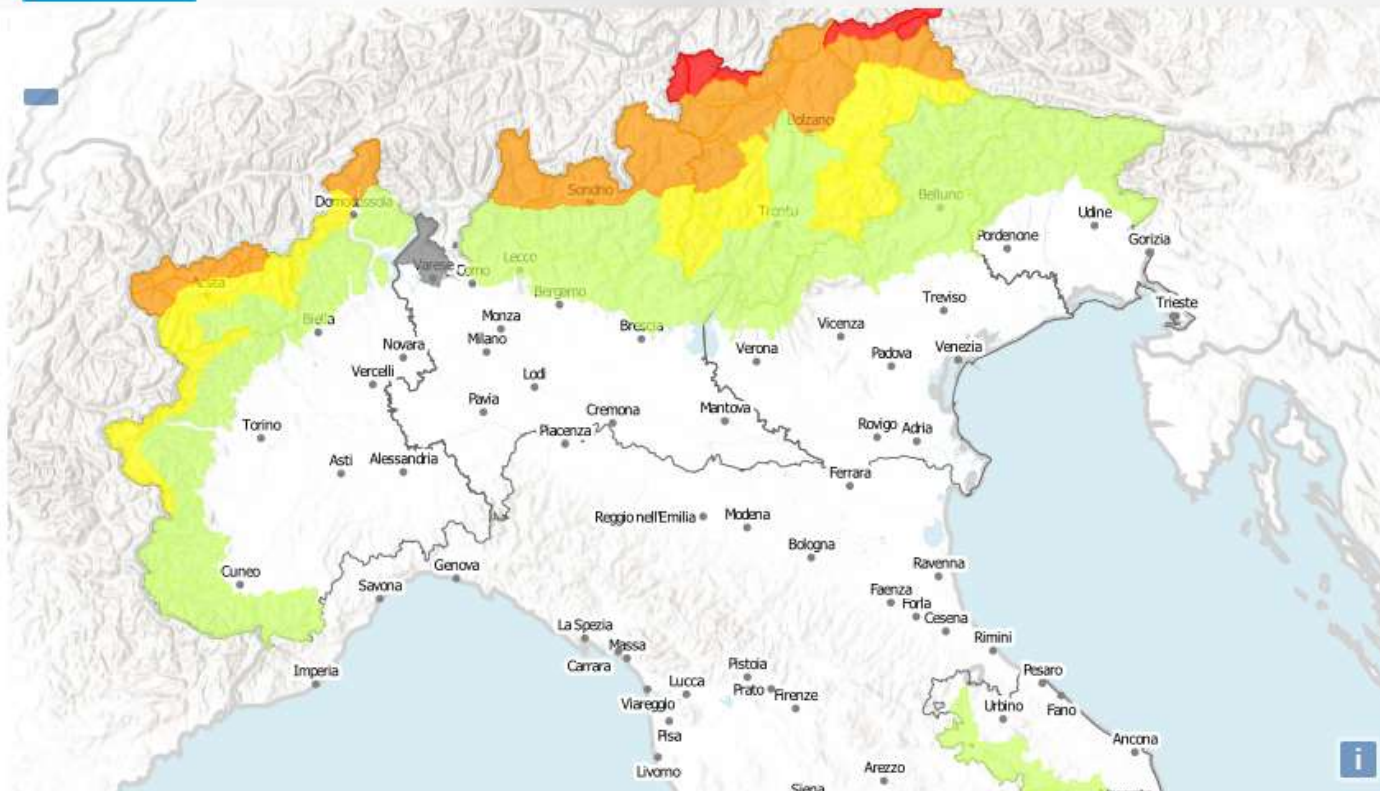 Bolzano
Sondrio
Domodossola
Trento
Belluno
Udine
Pordenone
Gorizia
Varese
Como
Lecco
Aosta
Bergamo
Treviso
Trieste
Biella
Monza
Brescia
Vicenza
Milano
Novara
Verona
Padova
Venezia
Vercelli
Lodi
Pavia
Cremona
Mantova
Torino
Piacenza
Rovigo
Adria
Asti
Alessandria
Ferrara
Reggio nell'Emilia
Modena
Bologna
Cuneo
Genova
Ravenna
Savona
Faenza
Forla
Cesena
La Spezia
Massa
Rimini
Carrara
Pistoia
Imperia
Lucca
Prato
Firenze
Pesaro
Viareggio
Urbino
Fano
Pisa
Ancona
i
Livorno
Arezzo
Siena